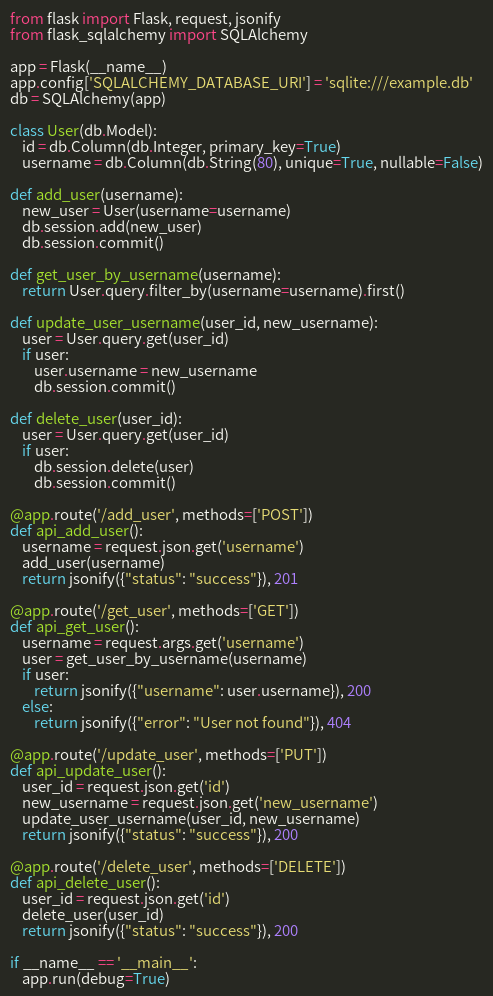 from flask import Flask, request, jsonify
from flask_sqlalchemy import SQLAlchemy

app = Flask(__name__)
app.config['SQLALCHEMY_DATABASE_URI'] = 'sqlite:///example.db'
db = SQLAlchemy(app)

class User(db.Model):
    id = db.Column(db.Integer, primary_key=True)
    username = db.Column(db.String(80), unique=True, nullable=False)

def add_user(username):
    new_user = User(username=username)
    db.session.add(new_user)
    db.session.commit()

def get_user_by_username(username):
    return User.query.filter_by(username=username).first()

def update_user_username(user_id, new_username):
    user = User.query.get(user_id)
    if user:
        user.username = new_username
        db.session.commit()

def delete_user(user_id):
    user = User.query.get(user_id)
    if user:
        db.session.delete(user)
        db.session.commit()

@app.route('/add_user', methods=['POST'])
def api_add_user():
    username = request.json.get('username')
    add_user(username)
    return jsonify({"status": "success"}), 201

@app.route('/get_user', methods=['GET'])
def api_get_user():
    username = request.args.get('username')
    user = get_user_by_username(username)
    if user:
        return jsonify({"username": user.username}), 200
    else:
        return jsonify({"error": "User not found"}), 404

@app.route('/update_user', methods=['PUT'])
def api_update_user():
    user_id = request.json.get('id')
    new_username = request.json.get('new_username')
    update_user_username(user_id, new_username)
    return jsonify({"status": "success"}), 200

@app.route('/delete_user', methods=['DELETE'])
def api_delete_user():
    user_id = request.json.get('id')
    delete_user(user_id)
    return jsonify({"status": "success"}), 200

if __name__ == '__main__':
    app.run(debug=True)